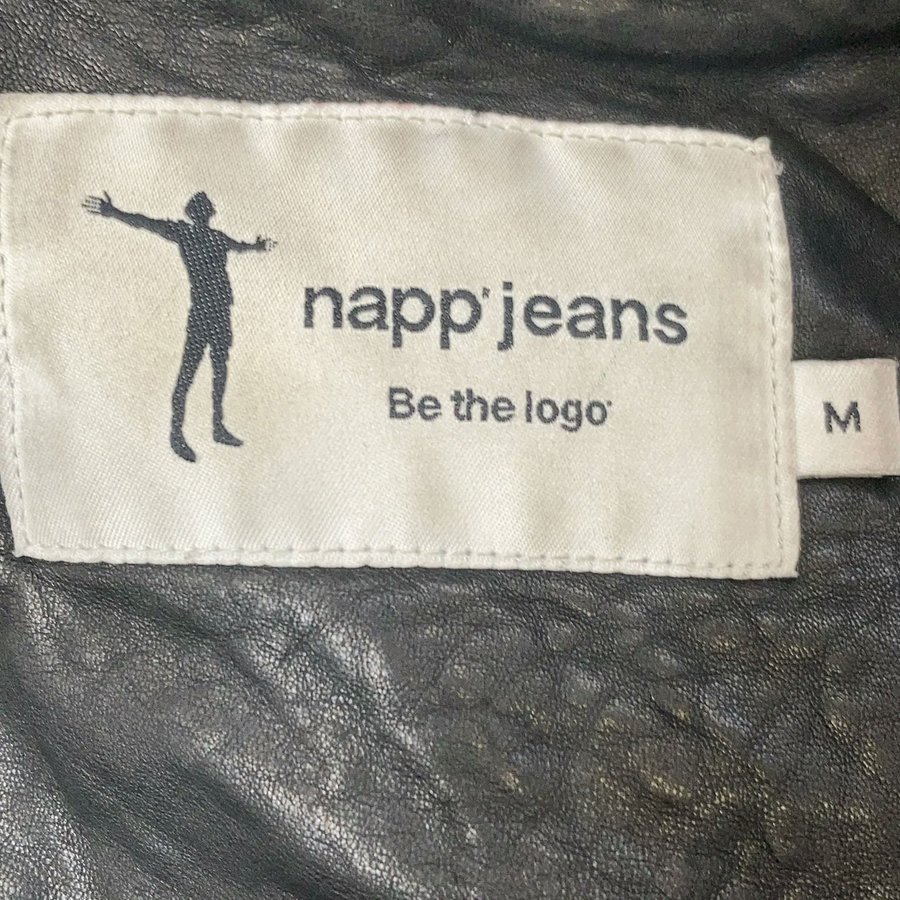 napp' jeans
Be the logo
M